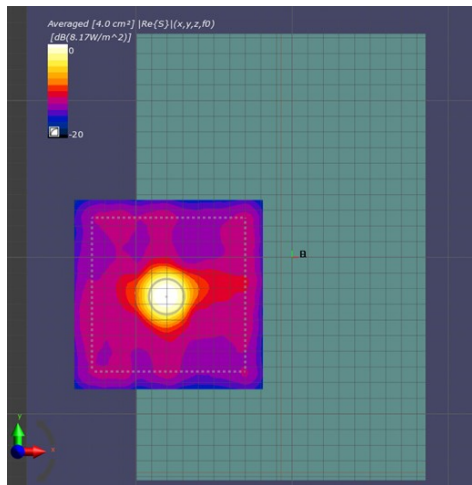 Averaged [4.0 cm²] |Re{S}|(x,y,z,f0)
[dB(8.17W/m^2)]
0
-20
Y
x